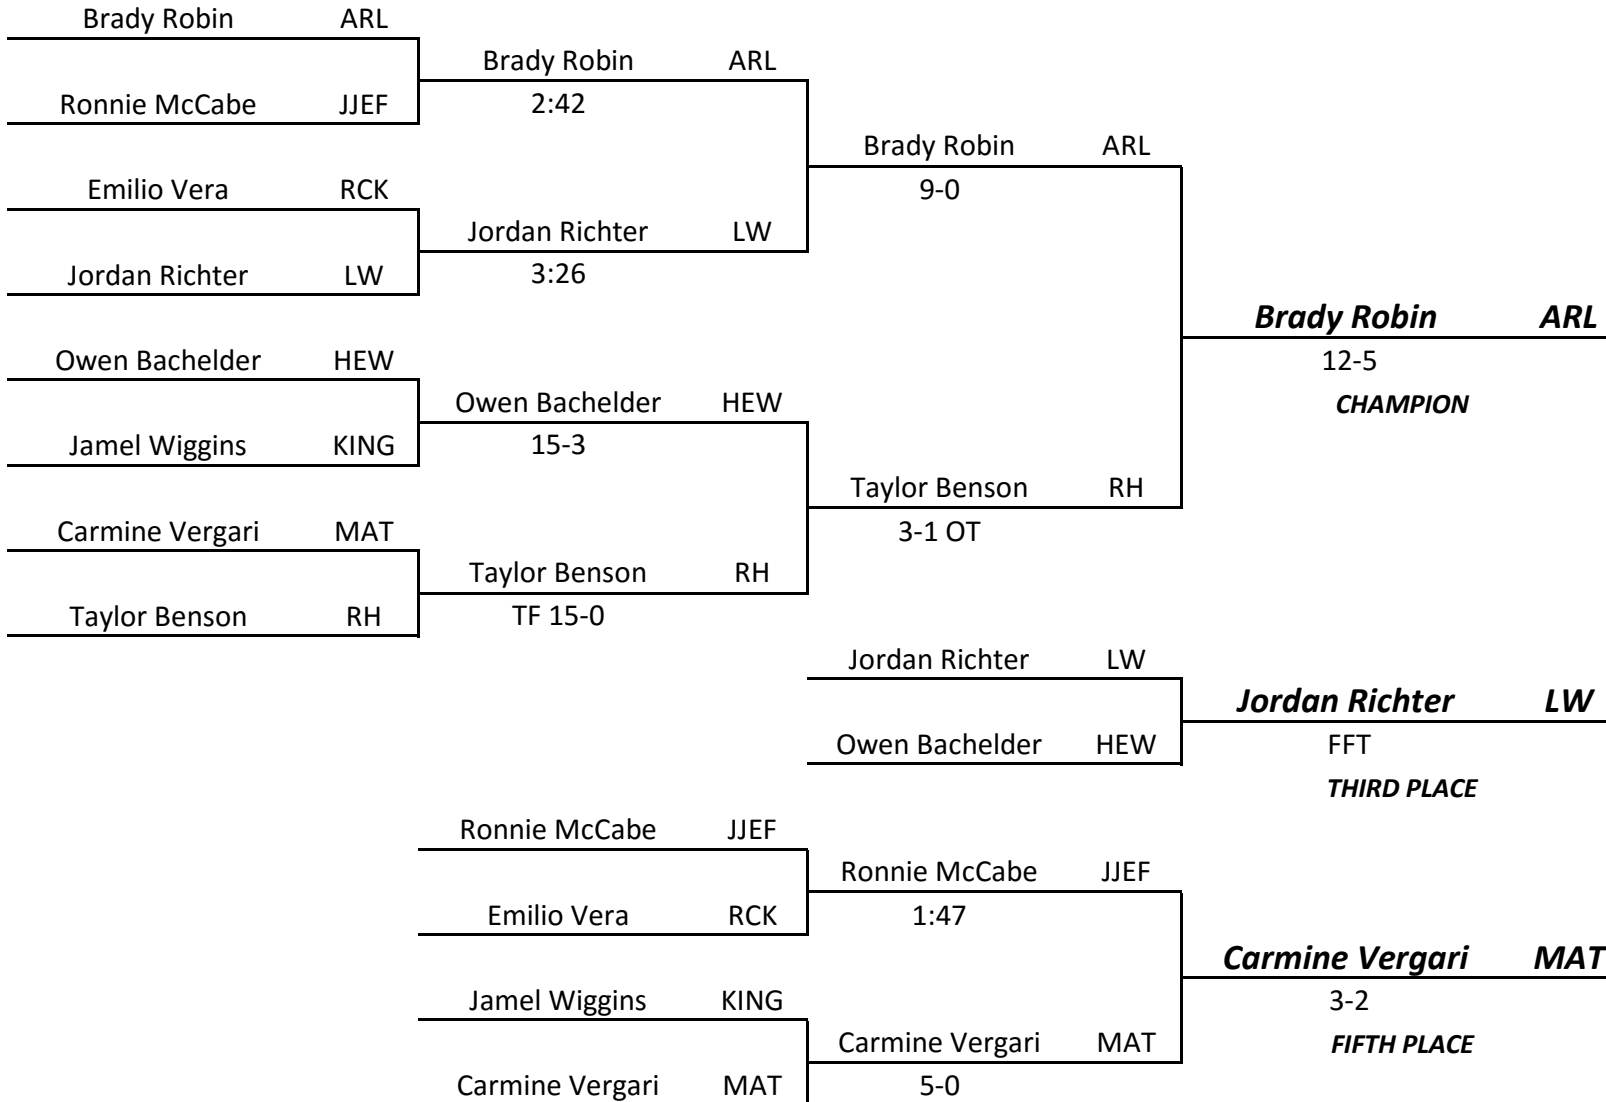 Brady Robin ARL
Brady Robin ARL
Ronnie McCabe JJEF
2:42
Brady Robin ARL
Emilio Vera RCK
9-0
Jordan Richter LW
Jordan Richter LW
3:26
Brady Robin ARL
Owen Bachelder HEW
12-5
Owen Bachelder HEW
CHAMPION
Jamel Wiggins KING
15-3
Taylor Benson RH
Carmine Vergari MAT
3-1 OT
Taylor Benson RH
Taylor Benson RH
TF 15-0
Jordan Richter LW
Jordan Richter LW
Owen Bachelder HEW
FFT
THIRD PLACE
Ronnie McCabe JJEF
Ronnie McCabe JJEF
Emilio Vera RCK
1:47
Carmine Vergari MAT
Jamel Wiggins KING
3-2
Carmine Vergari MAT
FIFTH PLACE
Carmine Vergari MAT
5-0